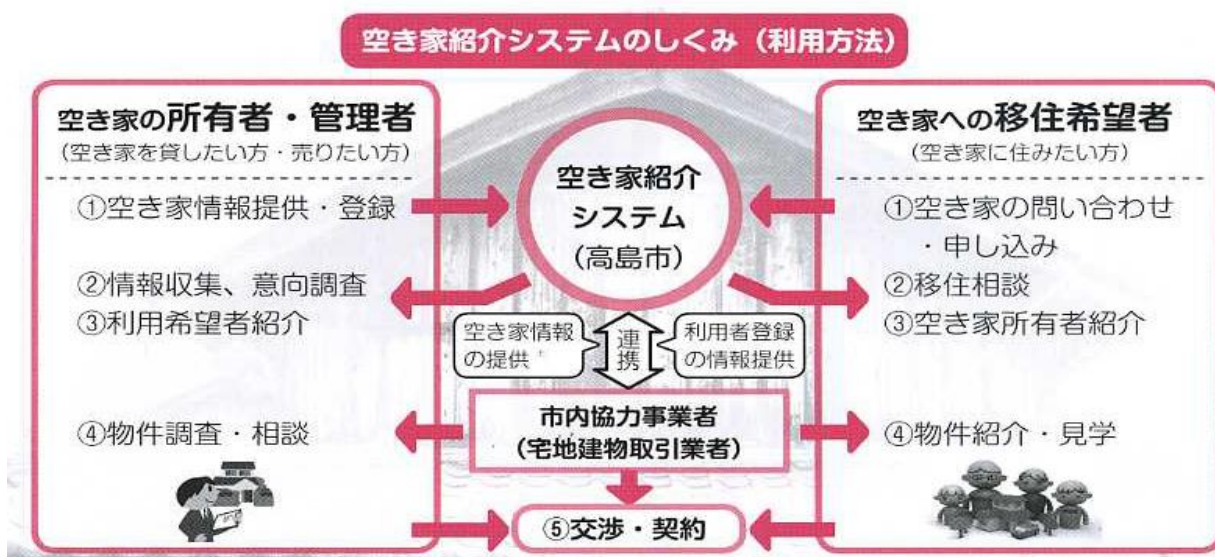 空き家紹介システムのしくみ（利用方法）
空き家の所有者・管理者
(空き家を貸したい方・売りたい方)
①空き家情報提供・登録
②情報収集、意向調査
③利用希望者紹介
④物件調査・相談
空き家紹介
システム
(高島市)
空き家情報
の提供
連携
利用者登録
の情報提供
市内協力事業者
(宅地建物取引業者)
⑤交渉・契約
空き家への移住希望者
(空き家に住みたい方)
①空き家の問い合わせ
・申し込み
②移住相談
③空き家所有者紹介
④物件紹介・見学